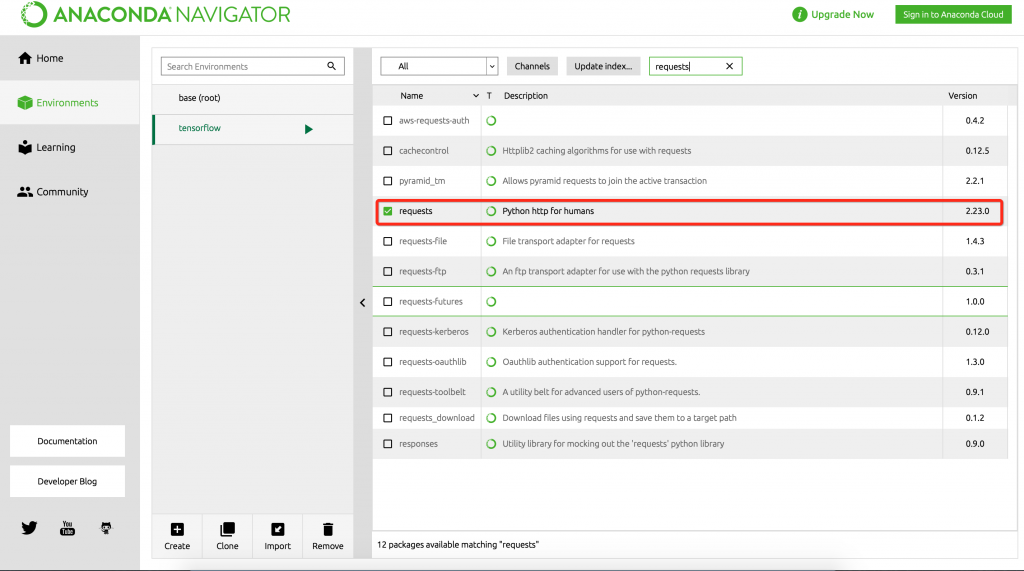 ANACONDA NAVIGATOR
Upgrade Now
Sign in to Anaconda Cloud
Home
Environments
Learning
Community
Documentation
Developer Blog
You Tube
Search Environments
base (root)
tensorflow
Create Clone Import Remove
All Channels Update index... requests
Name T Description Version
aws-requests-auth 0.4.2
cachecontrol Httplib2 caching algorithms for use with requests 0.12.5
pyramid_tm Allows pyramid requests to join the active transaction 2.2.1
requests Python http for humans 2.23.0
requests-file File transport adapter for requests 1.4.3
requests-ftp An ftp transport adapter for use with the python requests library 0.3.1
requests-futures 1.0.0
requests-kerberos Kerberos authentication handler for python-requests 0.12.0
requests-oauthlib Oauthlib authentication support for requests. 1.3.0
requests-toolbelt A utility belt for advanced users of python-requests. 0.9.1
requests_download Download files using requests and save them to a target path 0.1.2
responses Utility library for mocking out the 'requests' python library 0.9.0
12 packages available matching "requests"